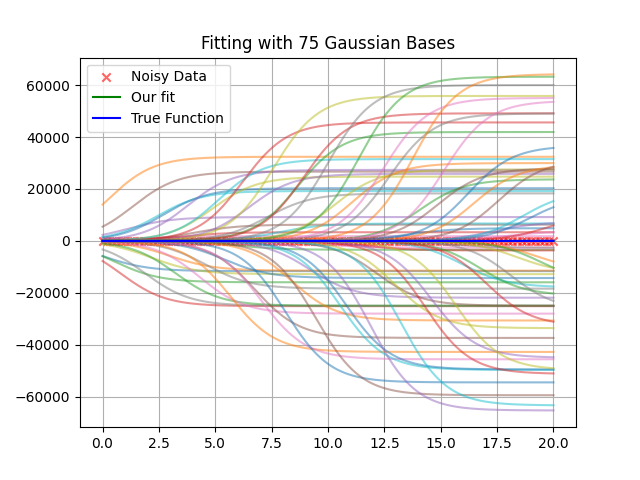 Fitting with 75 Gaussian Bases
Noisy Data
Our fit
True Function
60000
40000
20000
0
−20000
−40000
−60000
0.0 2.5 5.0 7.5 10.0 12.5 15.0 17.5 20.0